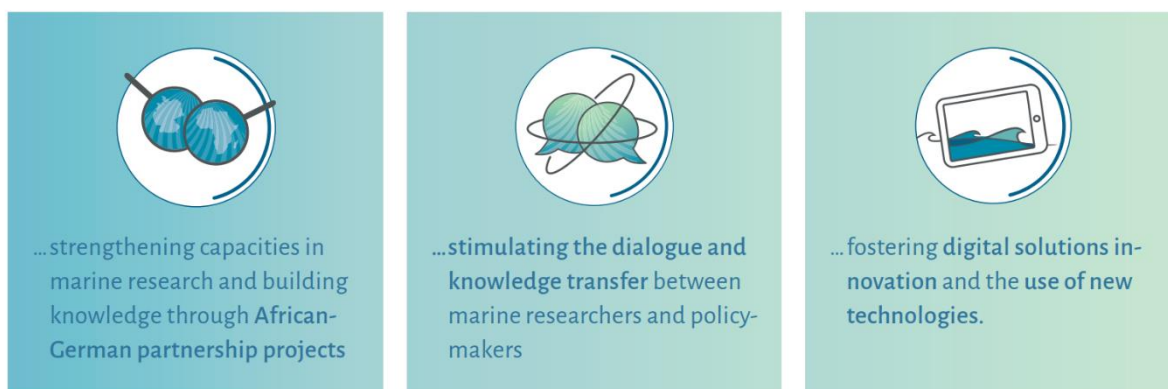 ... strengthening capacities in
marine research and building
knowledge through African-
German partnership projects
... stimulating the dialogue and
knowledge transfer between
marine researchers and policy-
makers
... fostering digital solutions in-
novation and the use of new
technologies.